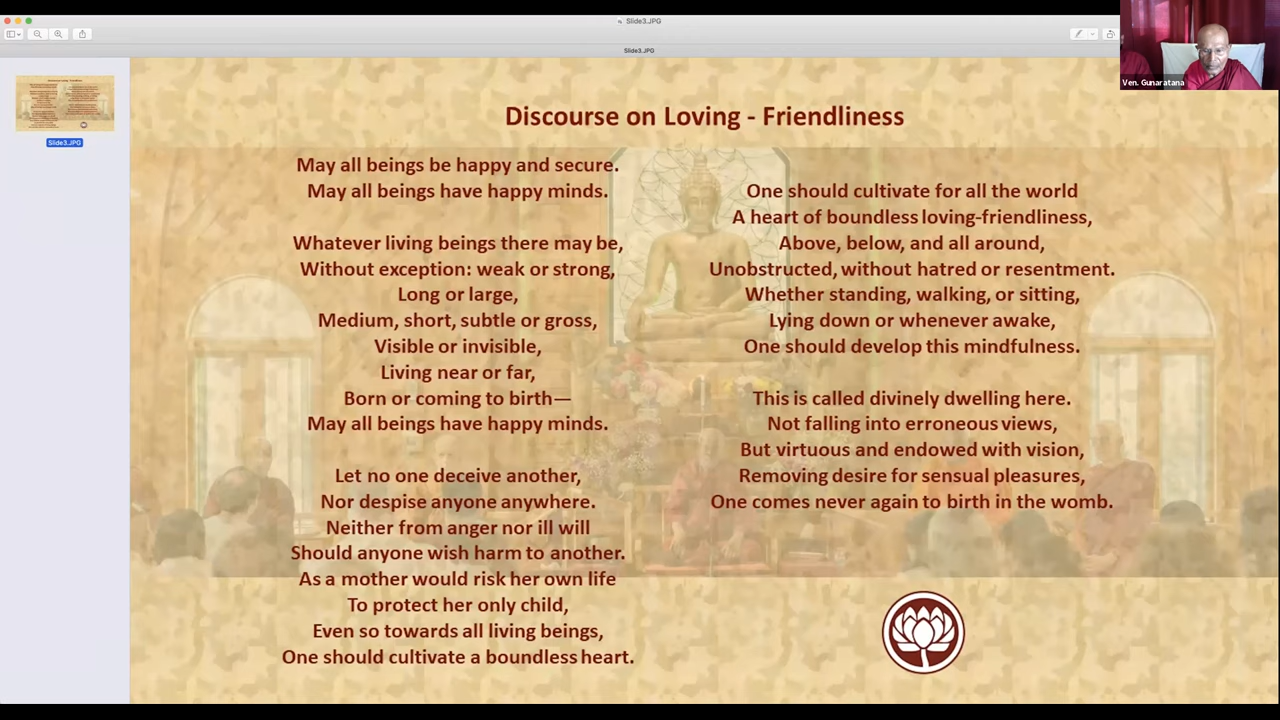 Slide3.JPG
Slide3.JPG
Ven. Gunaratana
Slide3.JPG
Discourse on Loving - Friendliness
May all beings be happy and secure.
May all beings have happy minds.
Whatever living beings there may be,
Without exception: weak or strong,
Long or large,
Medium, short, subtle or gross,
Visible or invisible,
Living near or far,
Born or coming to birth—
May all beings have happy minds.
Let no one deceive another,
Nor despise anyone anywhere.
Neither from anger nor ill will
Should anyone wish harm to another.
As a mother would risk her own life
To protect her only child,
Even so towards all living beings,
One should cultivate a boundless heart.
One should cultivate for all the world
A heart of boundless loving-friendliness,
Above, below, and all around,
Unobstructed, without hatred or resentment.
Whether standing, walking, or sitting,
Lying down or whenever awake,
One should develop this mindfulness.
This is called divinely dwelling here.
Not falling into erroneous views,
But virtuous and endowed with vision,
Removing desire for sensual pleasures,
One comes never again to birth in the womb.